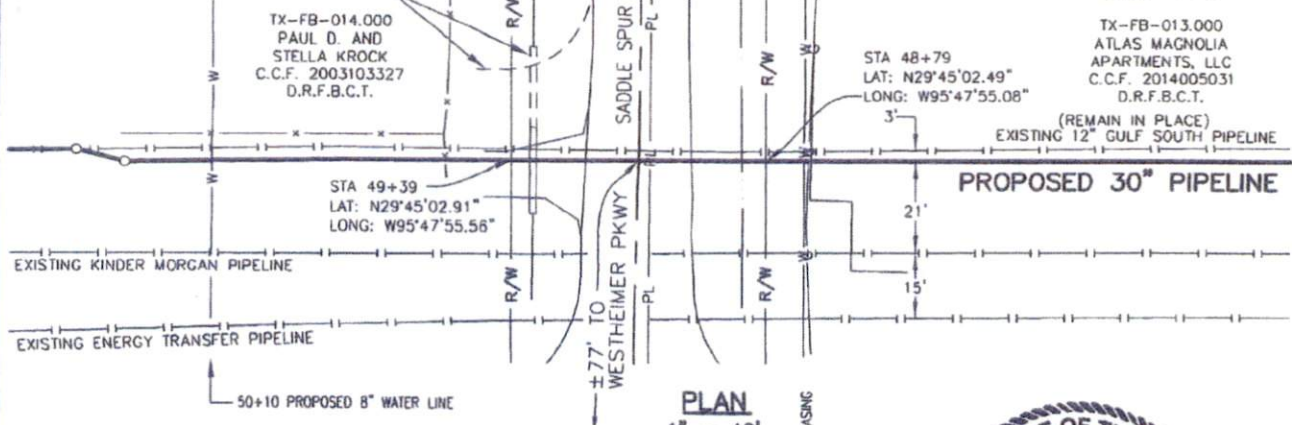 TX-FB-014.000
PAUL D. AND
STELLA KROCK
C.C.F. 2003103327
D.R.F.B.C.T.
R/W
SADDLE SPUR
PL
R/W
W
W
STA 48+79
LAT: N29°45'02.49"
LONG: W95°47'55.08"
TX-FB-013.000
ATLAS MAGNOLIA
APARTMENTS, LLC
C.C.F. 2014005031
D.R.F.B.C.T.
3'
(REMAIN IN PLACE)
EXISTING 12" GULF SOUTH PIPELINE
W
PL
W
PROPOSED 30" PIPELINE
STA 49+39
LAT: N29°45'02.91"
LONG: W95°47'55.56"
21'
W
EXISTING KINDER MORGAN PIPELINE
R/W
PL
R/W
15'
EXISTING ENERGY TRANSFER PIPELINE
±77' TO
WESTHEIMER PKWY
50+10 PROPOSED 8" WATER LINE
PLAN